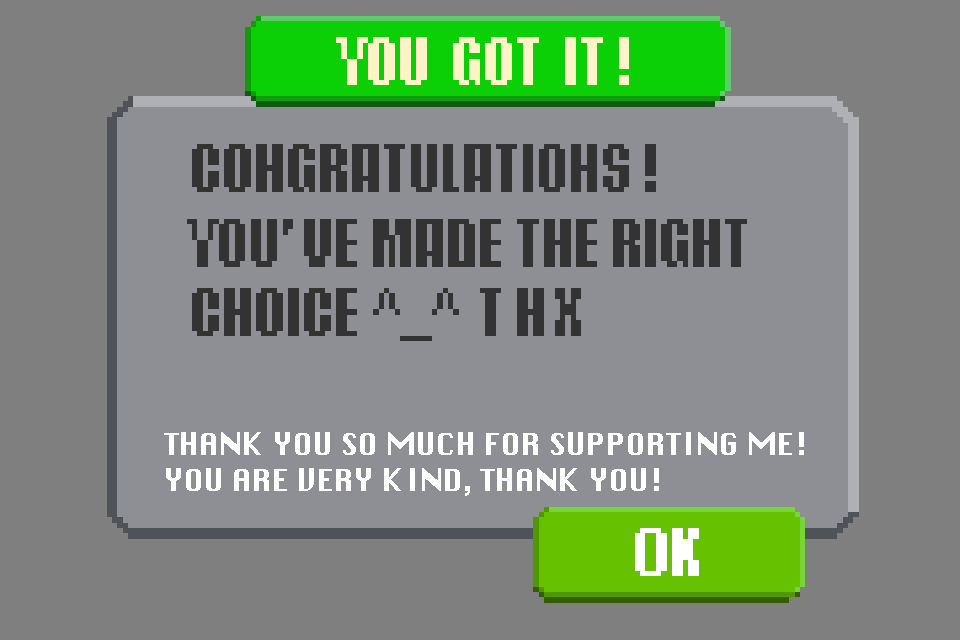 YOU GOT IT!
CONGRATULATIONS!
YOU'VE MADE THE RIGHT
CHOICE ^_^ T H X
THANK YOU SO MUCH FOR SUPPORTING ME!
YOU ARE VERY KIND, THANK YOU!
OK